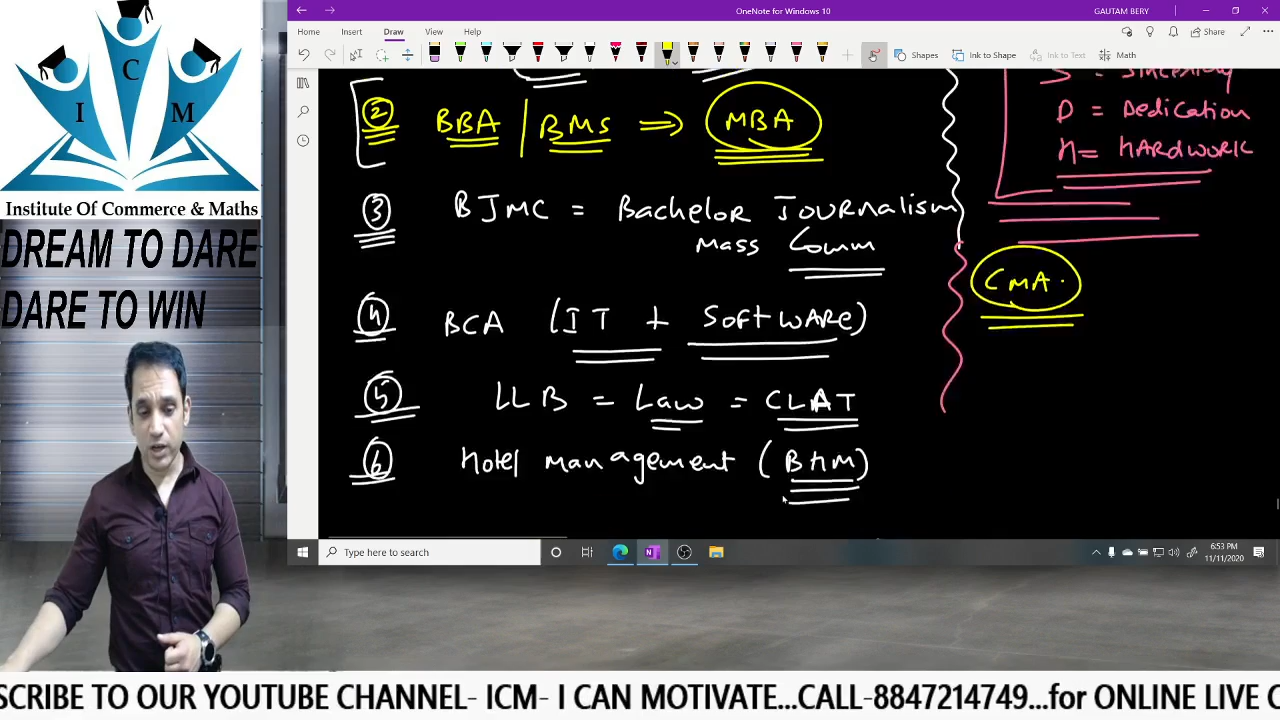 I C M
Institute Of Commerce & Maths
DREAM TO DARE
DARE TO WIN
OneNote for Windows 10
GAUTAM BERY
Home Insert Draw View Help
Share
Shapes
Ink to Shape
Ink to Text
Math
② BBA | BMS ⇒ MBA
③ BJMC = Bachelor Journalism
Mass Comm
④ BCA (IT + SoftWARe)
⑤ LLB = Law = CLAT
⑥ Hotel management (BHM)
S = Sincerity
D = Dedication
H = HARDWORK
CMA.
Type here to search
6:53 PM
11/11/2020
SCRIBE TO OUR YOUTUBE CHANNEL- ICM- I CAN MOTIVATE...CALL-8847214749...for ONLINE LIVE C